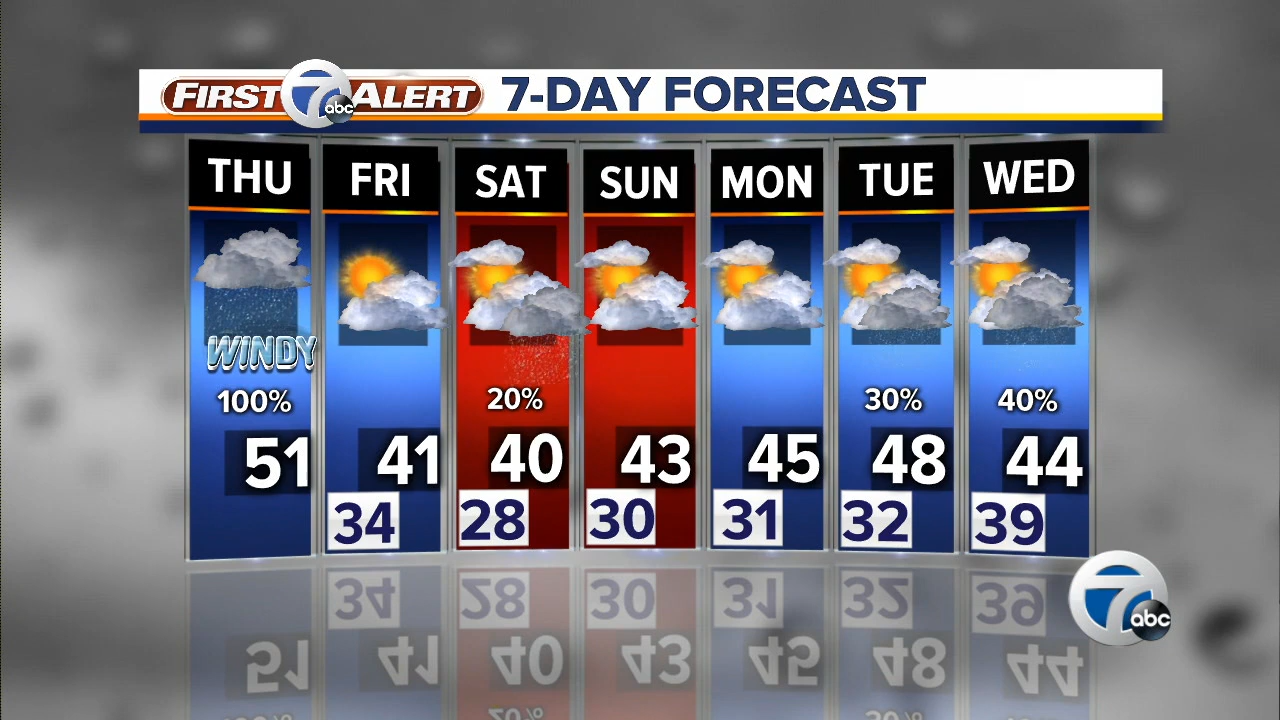 FIRST 7 abc ALERT 7-DAY FORECAST
THU FRI SAT SUN MON TUE WED
WINDY
100% 20% 30% 40%
51 41 40 43 45 48 44
34 28 30 31 32 39
7 abc